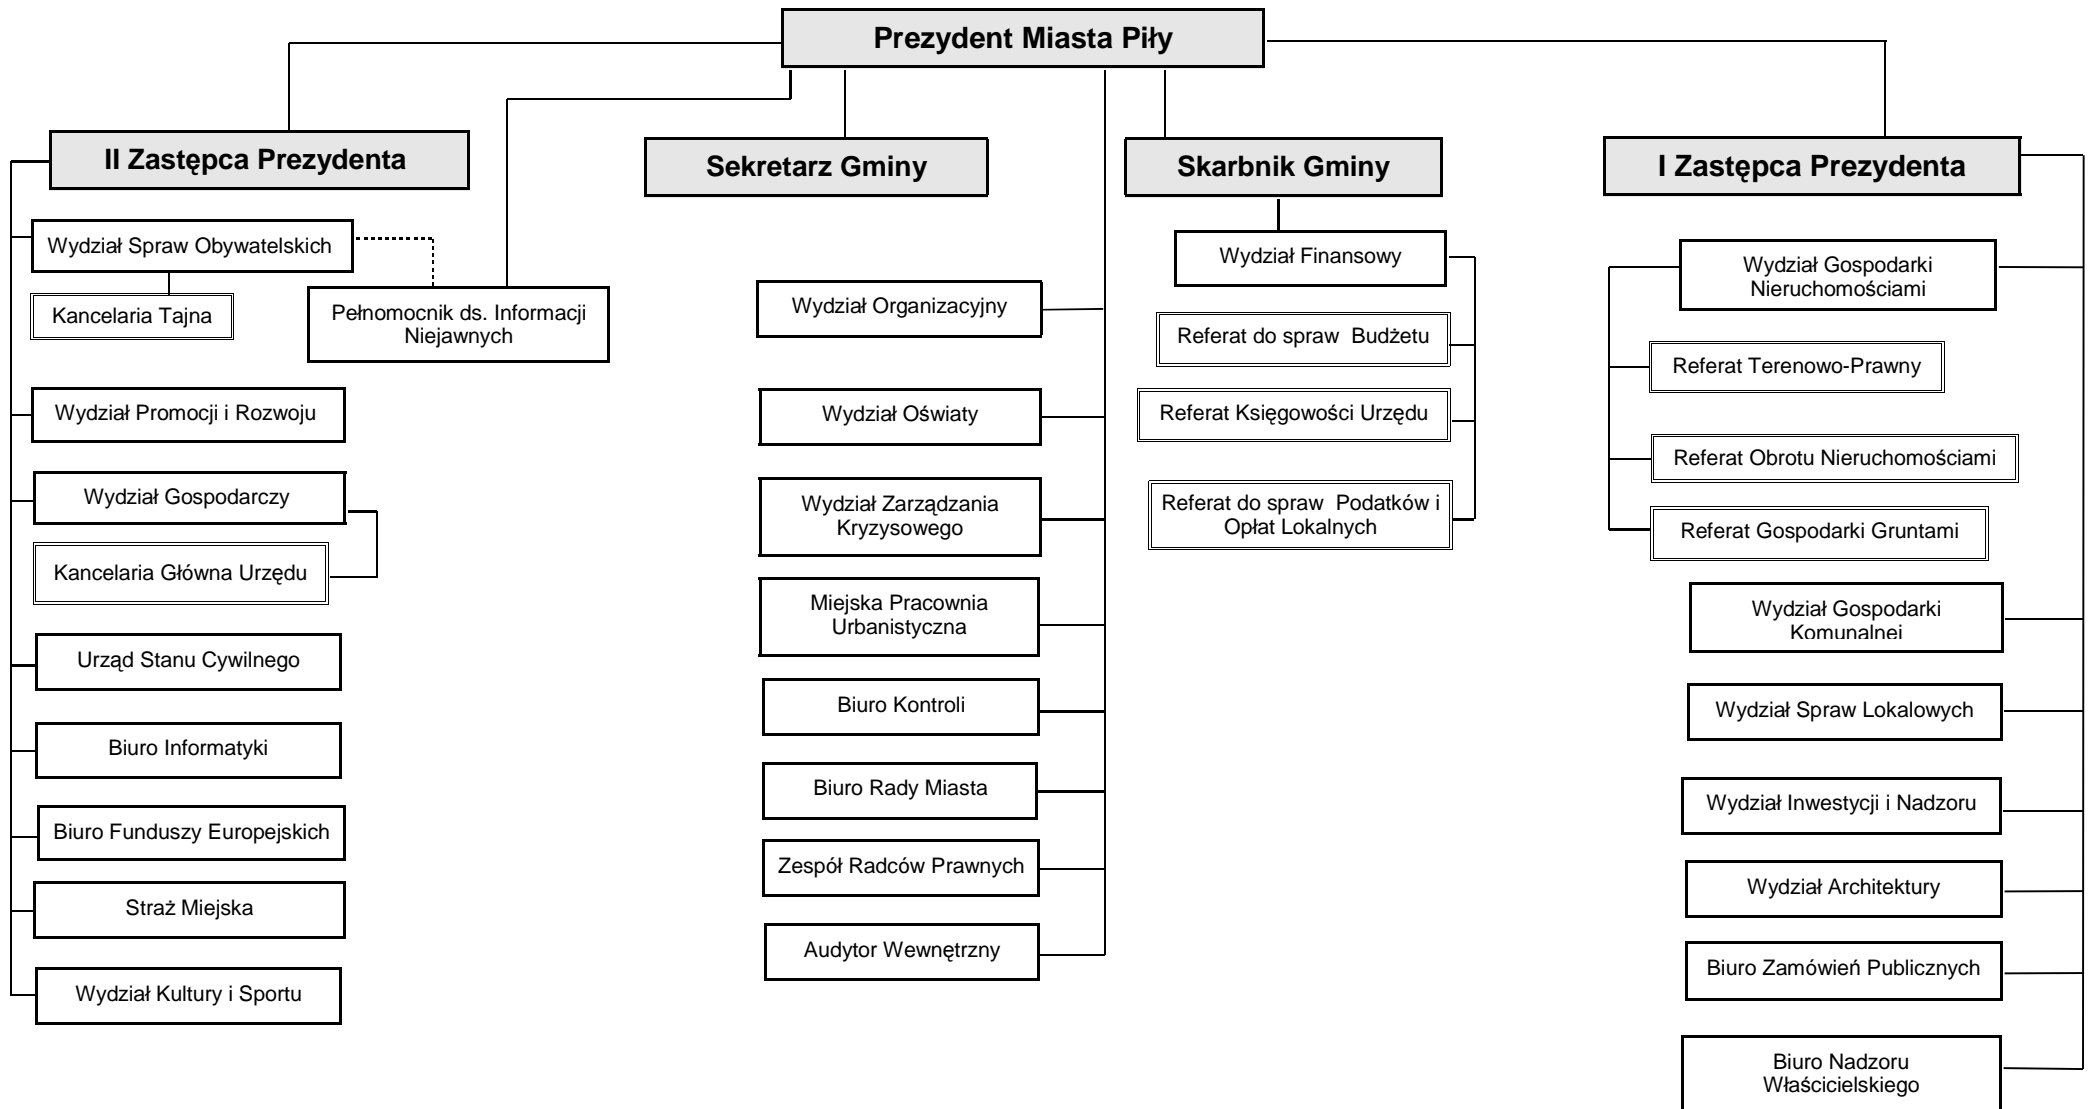 Prezydent Miasta Piły
II Zastępca Prezydenta
Sekretarz Gminy
Skarbnik Gminy
I Zastępca Prezydenta
Wydział Spraw Obywatelskich
Kancelaria Tajna
Pełnomocnik ds. Informacji
Niejawnych
Wydział Promocji i Rozwoju
Wydział Gospodarczy
Kancelaria Główna Urzędu
Urząd Stanu Cywilnego
Biuro Informatyki
Biuro Funduszy Europejskich
Straż Miejska
Wydział Kultury i Sportu
Wydział Organizacyjny
Wydział Oświaty
Wydział Zarządzania
Kryzysowego
Miejska Pracownia
Urbanistyczna
Biuro Kontroli
Biuro Rady Miasta
Zespół Radców Prawnych
Audytor Wewnętrzny
Wydział Finansowy
Referat do spraw Budżetu
Referat Księgowości Urzędu
Referat do spraw Podatków i
Opłat Lokalnych
Wydział Gospodarki
Nieruchomościami
Referat Terenowo-Prawny
Referat Obrotu Nieruchomościami
Referat Gospodarki Gruntami
Wydział Gospodarki
Komunalnej
Wydział Spraw Lokalowych
Wydział Inwestycji i Nadzoru
Wydział Architektury
Biuro Zamówień Publicznych
Biuro Nadzoru
Właścicielskiego